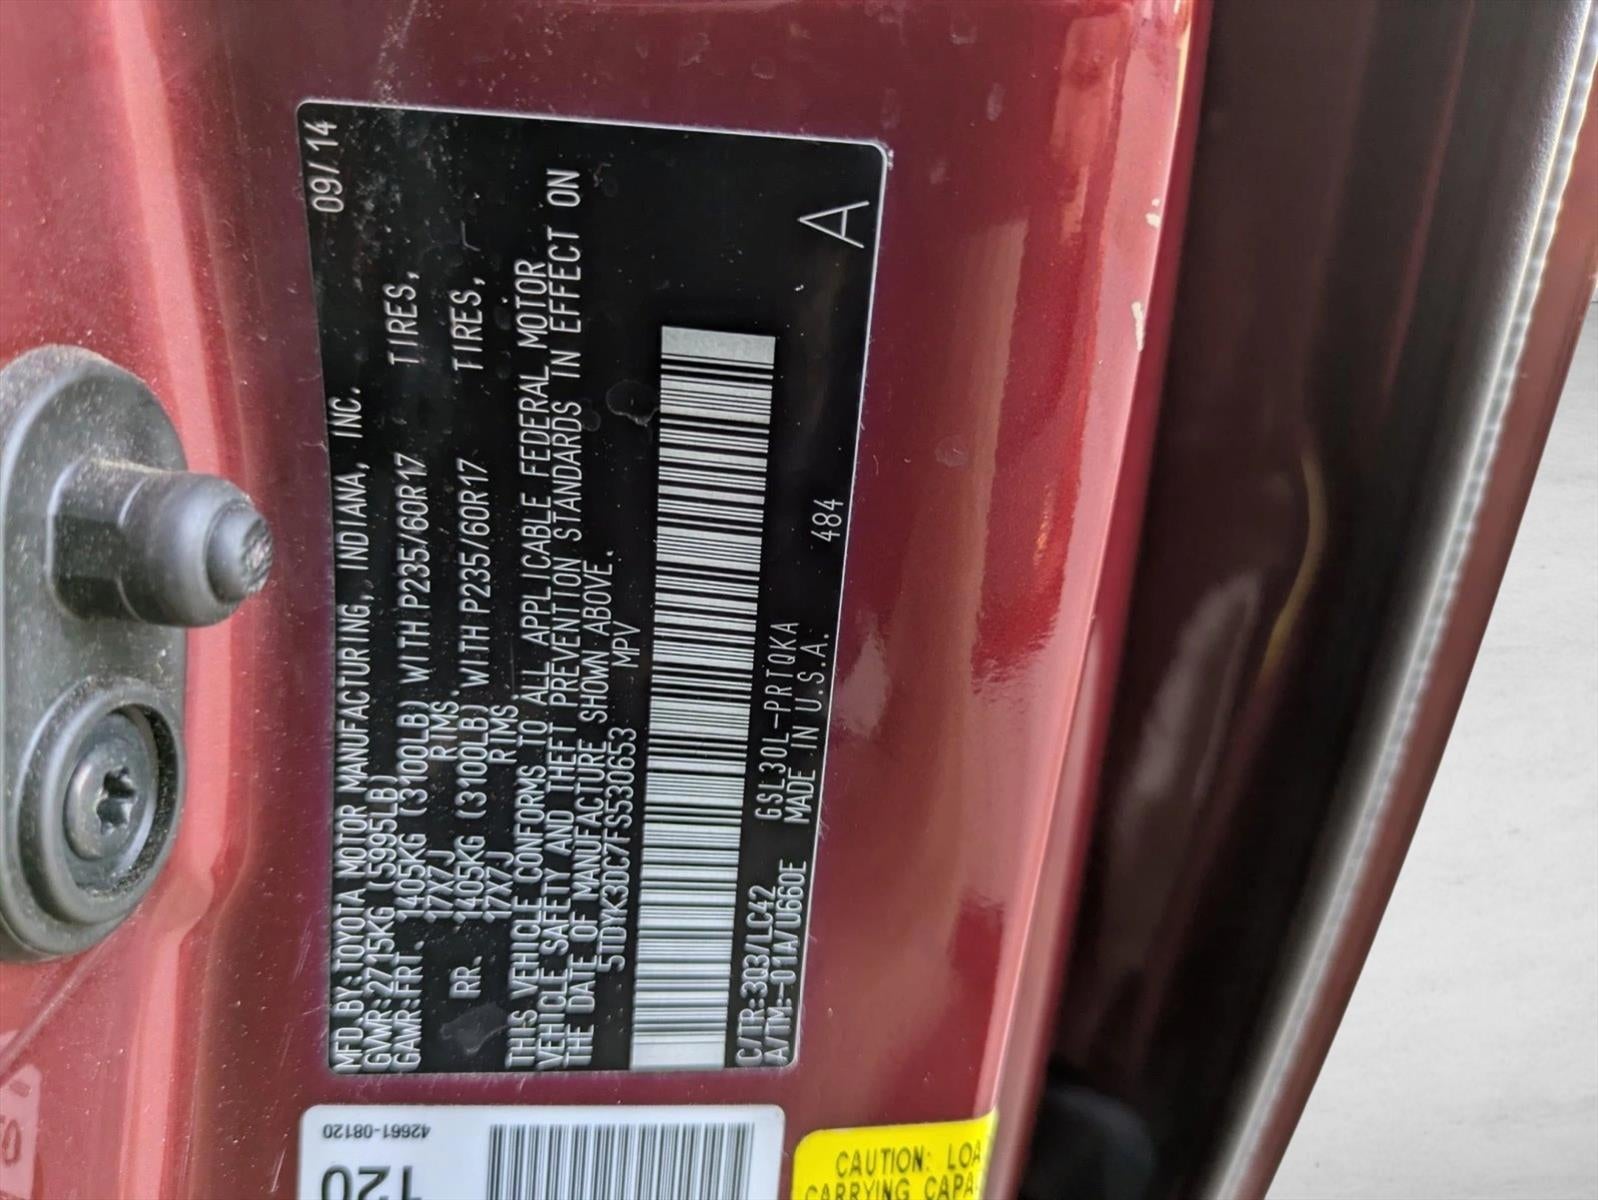 MFD.BY:TOYOTA MOTOR MANUFACTURING, INDIANA, INC. 09/14
GVWR:2715KG (5995LB)
GAWR:FRT. 1405KG (3100LB) WITH P235/60R17 TIRES,
17X7J RIMS.
RR. 1405KG (3100LB) WITH P235/60R17 TIRES,
17X7J RIMS.
THIS VEHICLE CONFORMS TO ALL APPLICABLE FEDERAL MOTOR
VEHICLE SAFETY AND THEFT PREVENTION STANDARDS IN EFFECT ON
THE DATE OF MANUFACTURE SHOWN ABOVE.
5TDYK3DC7FS530653 MPV
C/TR:3Q3/LC42 GSL30L-PRTQKA 484
A/TM:-01A/U660E MADE IN U.S.A. A
42661-08120
120
CAUTION: LOA
CARRYING CAPA